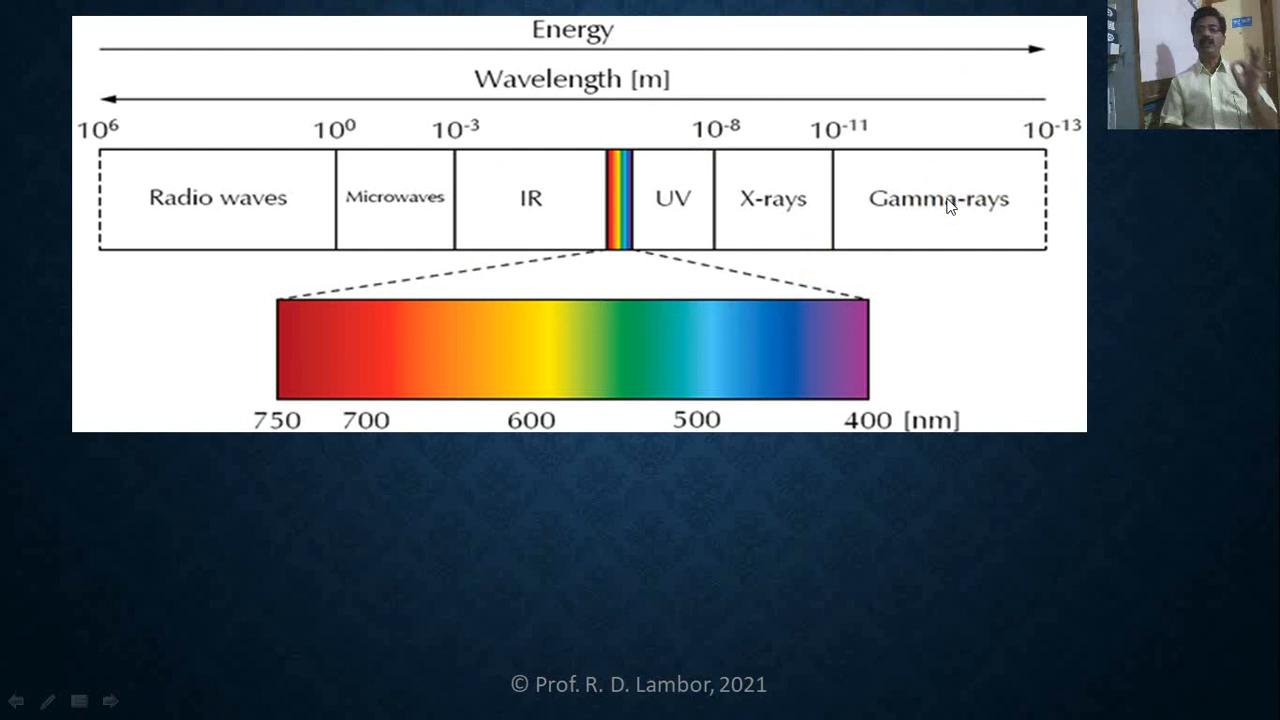 Energy
Wavelength [m]
10⁶ 10⁰ 10⁻³ 10⁻⁸ 10⁻¹¹ 10⁻¹³
Radio waves Microwaves IR UV X-rays Gamma-rays
750 700 600 500 400 [nm]
© Prof. R. D. Lambor, 2021